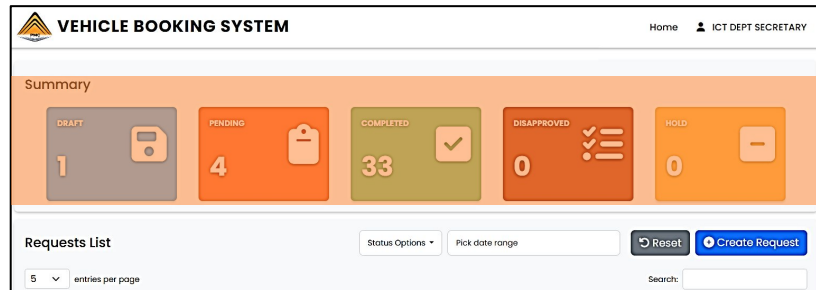 VEHICLE BOOKING SYSTEM
Home ICT DEPT SECRETARY
Summary
DRAFT PENDING COMPLETED DISAPPROVED HOLD
1 4 33 0 0
Requests List Status Options Pick date range Reset Create Request
5 entries per page Search: